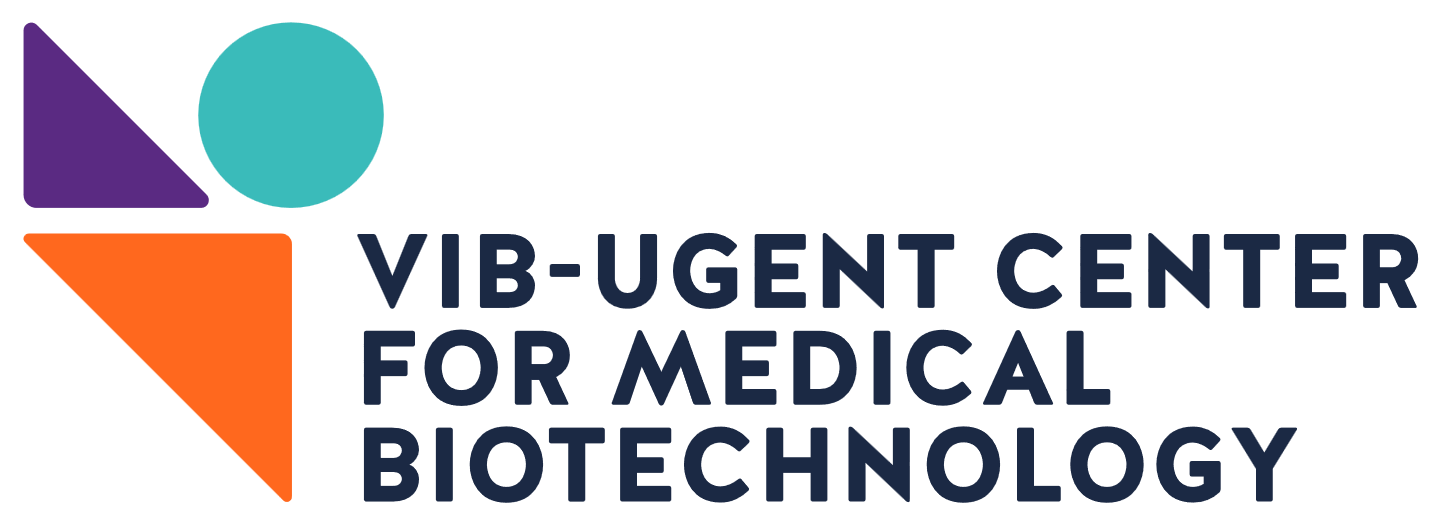 VIB-UGENT CENTER
FOR MEDICAL
BIOTECHNOLOGY